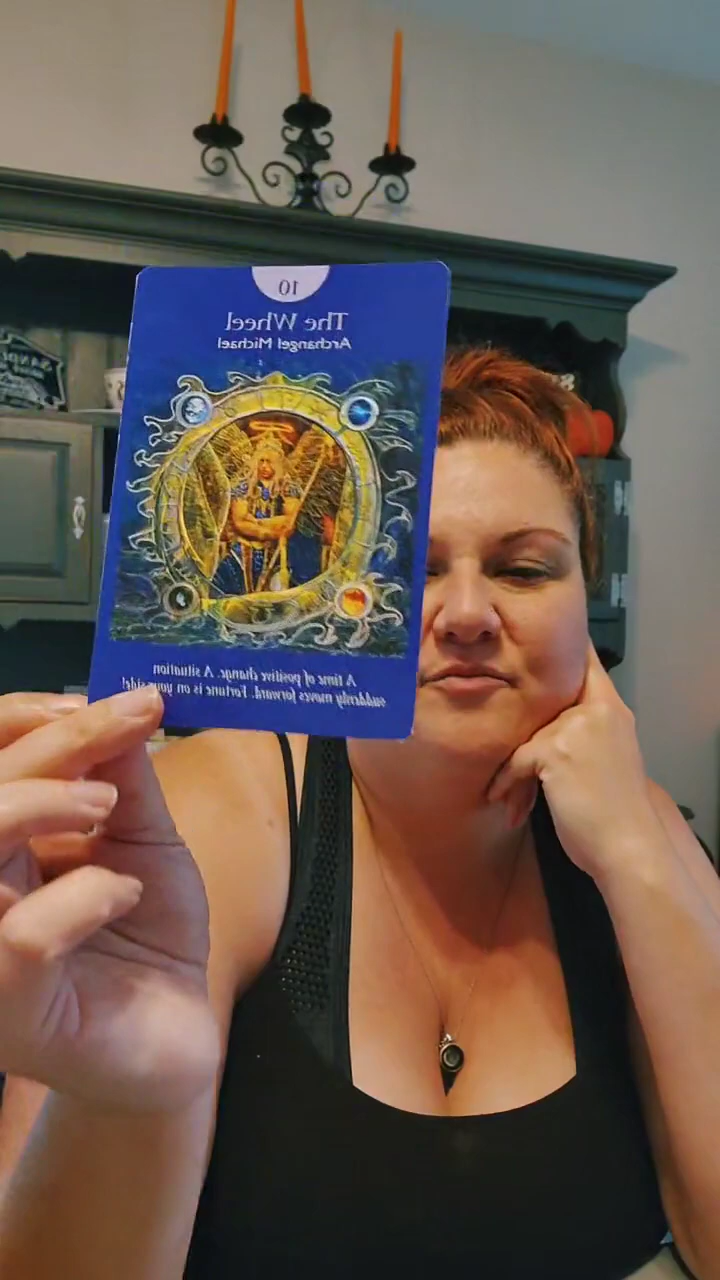 10
The Wheel
Archangel Michael
A time of positive change. A situation
suddenly moves forward. Fortune is on your side!